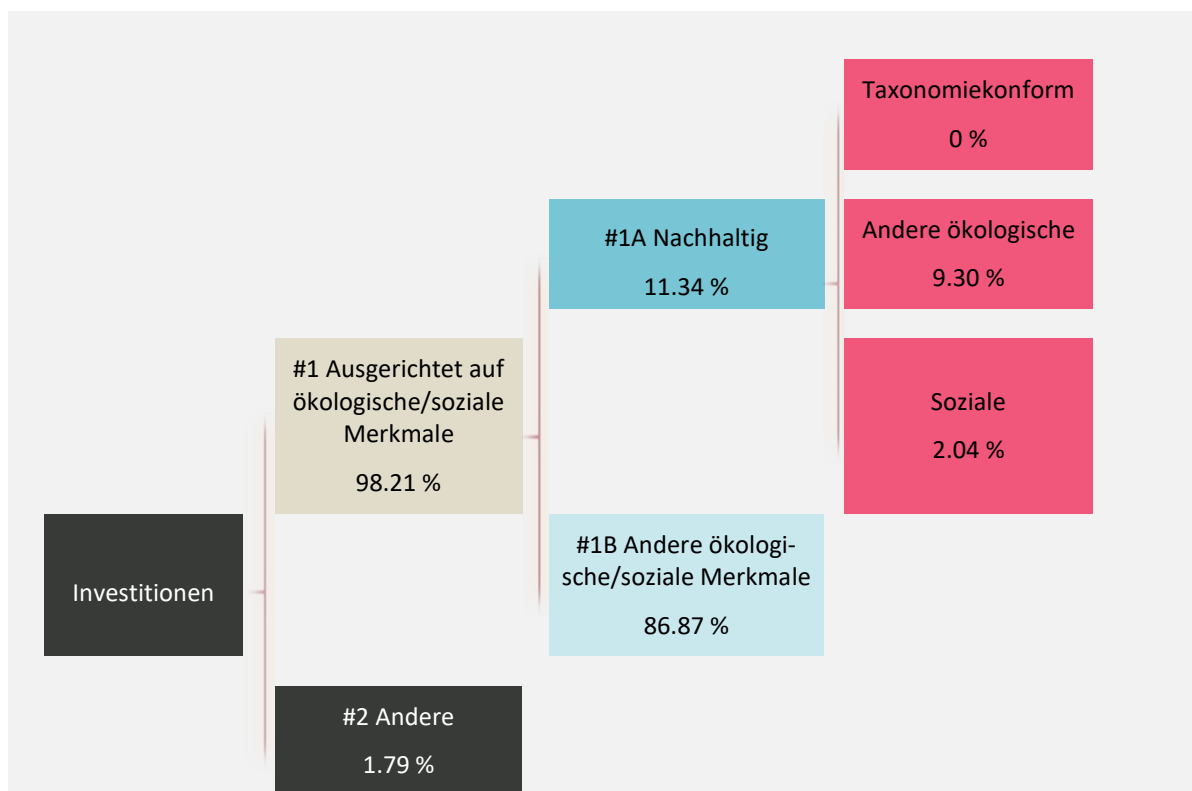 Taxonomiekonform
0 %
#1A Nachhaltig
11.34 %
Andere ökologische
9.30 %
#1 Ausgerichtet auf
ökologische/soziale
Merkmale
98.21 %
Soziale
2.04 %
Investitionen
#1B Andere ökologi-
sche/soziale Merkmale
86.87 %
#2 Andere
1.79 %